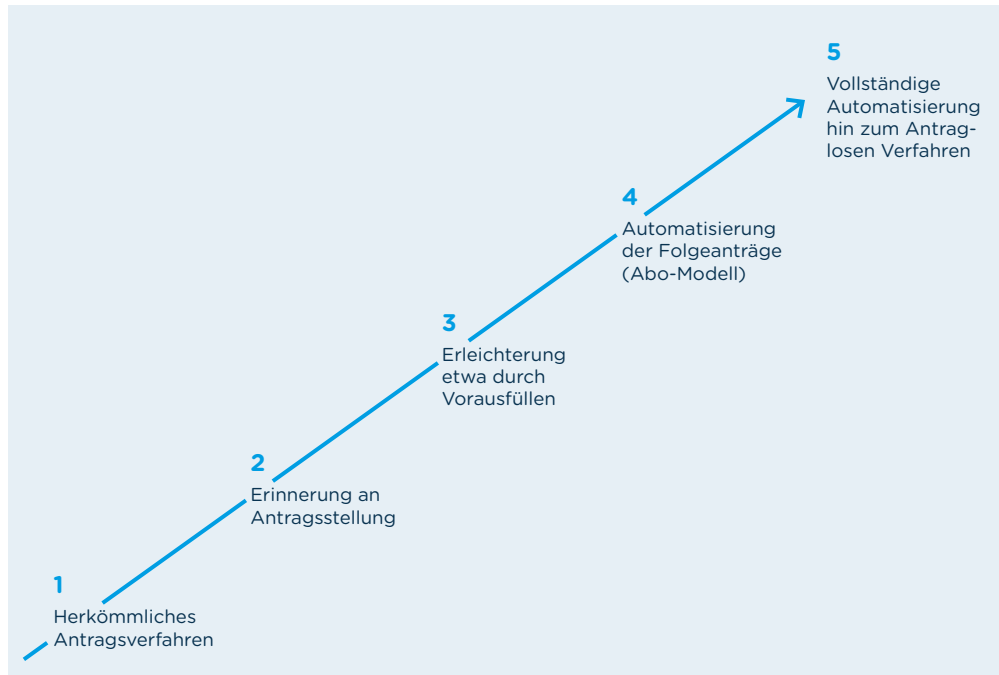 5
Vollständige
Automatisierung
hin zum Antrag-
losen Verfahren
4
Automatisierung
der Folgeanträge
(Abo-Modell)
3
Erleichterung
etwa durch
Vorausfüllen
2
Erinnerung an
Antragsstellung
1
Herkömmliches
Antragsverfahren